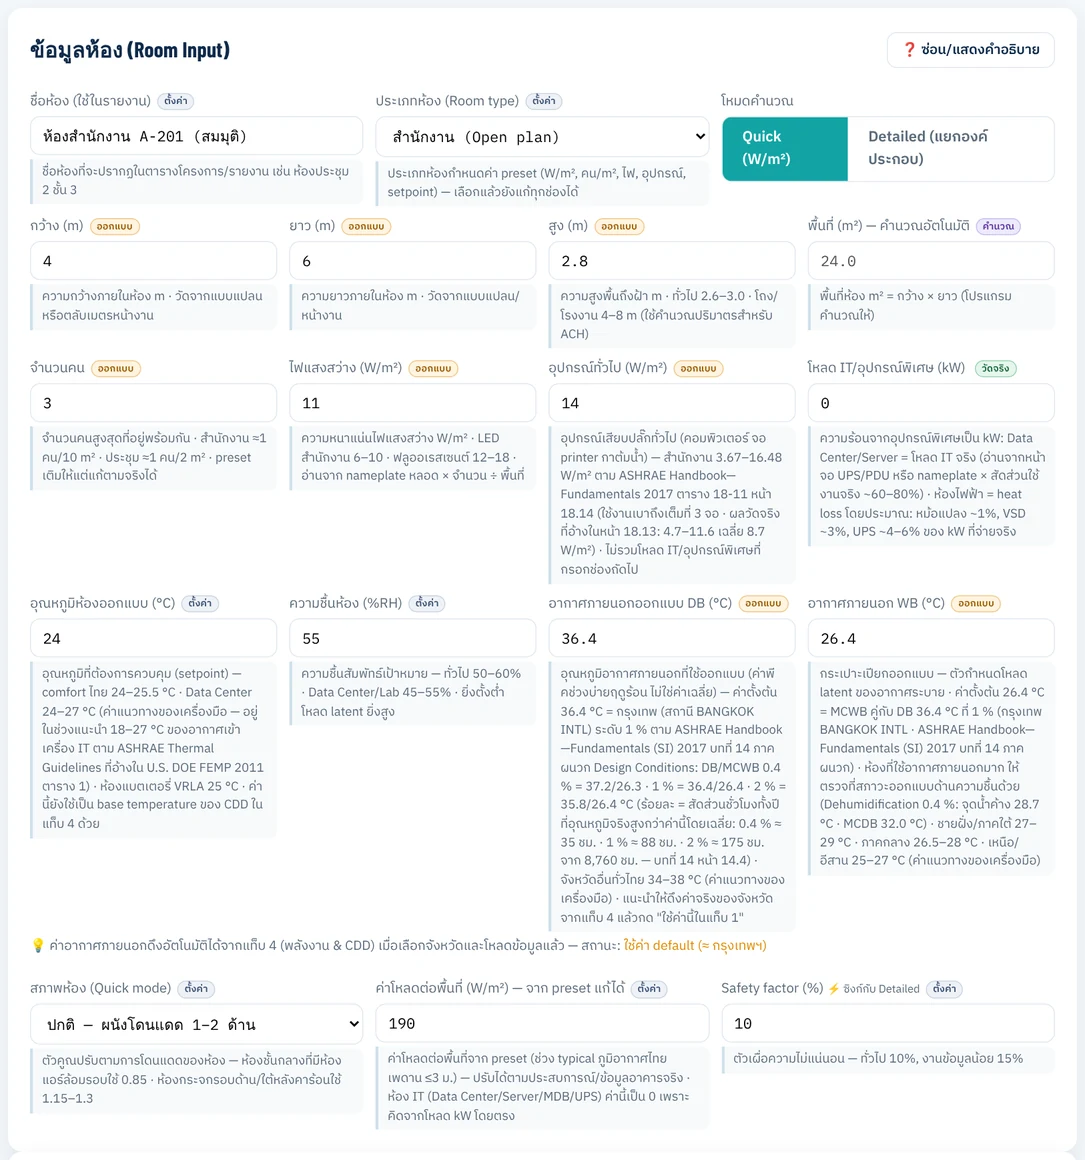 ข้อมูลห้อง (Room Input)
❓ ซ่อน/แสดงคำอธิบาย
ชื่อห้อง (ใช้ในรายงาน) ตั้งค่า
ห้องสำนักงาน A-201 (สมมุติ)
ชื่อห้องที่จะปรากฏในตารางโครงการ/รายงาน เช่น ห้องประชุม
2 ชั้น 3
ประเภทห้อง (Room type) ตั้งค่า
สำนักงาน (Open plan)
ประเภทห้องกำหนดค่า preset (W/m², คน/m², ไฟ, อุปกรณ์,
setpoint) — เลือกแล้วยังแก้ทุกช่องได้
โหมดคำนวณ
Quick
(W/m²)
Detailed (แยกองค์
ประกอบ)
กว้าง (m) ออกแบบ
4
ความกว้างภายในห้อง m · วัดจากแบบแปลน
หรือตลับเมตรหน้างาน
ยาว (m) ออกแบบ
6
ความยาวภายในห้อง m · วัดจากแบบแปลน/
หน้างาน
สูง (m) ออกแบบ
2.8
ความสูงพื้นถึงฝ้า m · ทั่วไป 2.6–3.0 · โถง/
โรงงาน 4–8 m (ใช้คำนวณปริมาตรสำหรับ
ACH)
พื้นที่ (m²) — คำนวณอัตโนมัติ คำนวณ
24.0
พื้นที่ห้อง m² = กว้าง × ยาว (โปรแกรม
คำนวณให้)
จำนวนคน ออกแบบ
3
จำนวนคนสูงสุดที่อยู่พร้อมกัน · สำนักงาน ≈1
คน/10 m² · ประชุม ≈1 คน/2 m² · preset
เติมให้แต่แก้ตามจริงได้
ไฟแสงสว่าง (W/m²) ออกแบบ
11
ความหนาแน่นไฟแสงสว่าง W/m² · LED
สำนักงาน 6–10 · ฟลูออเรสเซนต์ 12–18 ·
อ่านจาก nameplate หลอด × จำนวน ÷ พื้นที่
อุปกรณ์ทั่วไป (W/m²) ออกแบบ
14
อุปกรณ์เสียบปลั๊กทั่วไป (คอมพิวเตอร์ จอ
printer กาต้มน้ำ) — สำนักงาน 3.67–16.48
W/m² ตาม ASHRAE Handbook—
Fundamentals 2017 ตาราง 18-11 หน้า
18.14 (ใช้งานเบาถึงเต็มที่ 3 จอ · ผลวัดจริง
ที่อ้างในหน้า 18.13: 4.7–11.6 เฉลี่ย 8.7
W/m²) · ไม่รวมโหลด IT/อุปกรณ์พิเศษที่
กรอกช่องถัดไป
โหลด IT/อุปกรณ์พิเศษ (kW) วัดจริง
0
ความร้อนจากอุปกรณ์พิเศษเป็น kW: Data
Center/Server = โหลด IT จริง (อ่านจากหน้า
จอ UPS/PDU หรือ nameplate × สัดส่วนใช้
งานจริง ~60–80%) · ห้องไฟฟ้า = heat
loss โดยประมาณ: หม้อแปลง ~1%, VSD
~3%, UPS ~4–6% ของ kW ที่จ่ายจริง
อุณหภูมิห้องออกแบบ (°C) ตั้งค่า
24
อุณหภูมิที่ต้องการควบคุม (setpoint) —
comfort ไทย 24–25.5 °C · Data Center
24–27 °C (ค่าแนวทางของเครื่องมือ — อยู่
ในช่วงแนะนำ 18–27 °C ของอากาศเข้า
เครื่อง IT ตาม ASHRAE Thermal
Guidelines ที่อ้างใน U.S. DOE FEMP 2011
ตาราง 1) · ห้องแบตเตอรี่ VRLA 25 °C · ค่า
นี้ยังใช้เป็น base temperature ของ CDD ใน
แท็บ 4 ด้วย
ความชื้นห้อง (%RH) ตั้งค่า
55
ความชื้นสัมพัทธ์เป้าหมาย — ทั่วไป 50–60%
· Data Center/Lab 45–55% · ยิ่งตั้งต่ำ
โหลด latent ยิ่งสูง
อากาศภายนอกออกแบบ DB (°C) ออกแบบ
36.4
อุณหภูมิอากาศภายนอกที่ใช้ออกแบบ (ค่าพี
คช่วงบ่ายฤดูร้อน ไม่ใช่ค่าเฉลี่ย) — ค่าตั้งต้น
36.4 °C = กรุงเทพ (สถานี BANGKOK
INTL) ระดับ 1 % ตาม ASHRAE Handbook
—Fundamentals (SI) 2017 บทที่ 14 ภาค
ผนวก Design Conditions: DB/MCWB 0.4
% = 37.2/26.3 · 1 % = 36.4/26.4 · 2 % =
35.8/26.4 °C (ร้อยละ = สัดส่วนชั่วโมงทั้งปี
ที่อุณหภูมิจริงสูงกว่าค่านี้โดยเฉลี่ย: 0.4 % ≈
35 ชม. · 1 % ≈ 88 ชม. · 2 % ≈ 175 ชม.
จาก 8,760 ชม. — บทที่ 14 หน้า 14.4) ·
จังหวัดอื่นทั่วไทย 34–38 °C (ค่าแนวทางของ
เครื่องมือ) · แนะนำให้ดึงค่าจริงของจังหวัด
จากแท็บ 4 แล้วกด "ใช้ค่านี้ในแท็บ 1"
อากาศภายนอก WB (°C) ออกแบบ
26.4
กระเปาะเปียกออกแบบ — ตัวกำหนดโหลด
latent ของอากาศระบาย · ค่าตั้งต้น 26.4 °C
= MCWB คู่กับ DB 36.4 °C ที่ 1 % (กรุงเทพ
BANGKOK INTL · ASHRAE Handbook—
Fundamentals (SI) 2017 บทที่ 14 ภาค
ผนวก) · ห้องที่ใช้อากาศภายนอกมาก ให้
ตรวจที่สภาวะออกแบบด้านความชื้นด้วย
(Dehumidification 0.4 %: จุดน้ำค้าง 28.7
°C · MCDB 32.0 °C) · ชายฝั่ง/ภาคใต้ 27–
29 °C · ภาคกลาง 26.5–28 °C · เหนือ/
อีสาน 25–27 °C (ค่าแนวทางของเครื่องมือ)
💡 ค่าอากาศภายนอกดึงอัตโนมัติได้จากแท็บ 4 (พลังงาน & CDD) เมื่อเลือกจังหวัดและโหลดข้อมูลแล้ว — สถานะ: ใช้ค่า default (≈ กรุงเทพฯ)
สภาพห้อง (Quick mode) ตั้งค่า
ปกติ — ผนังโดนแดด 1–2 ด้าน
ตัวคูณปรับตามการโดนแดดของห้อง — ห้องชั้นกลางที่มีห้อง
แอร์ล้อมรอบใช้ 0.85 · ห้องกระจกรอบด้าน/ใต้หลังคาร้อนใช้
1.15–1.3
ค่าโหลดต่อพื้นที่ (W/m²) — จาก preset แก้ได้ ตั้งค่า
190
ค่าโหลดต่อพื้นที่จาก preset (ช่วง typical ภูมิอากาศไทย
เพดาน ≤3 ม.) — ปรับได้ตามประสบการณ์/ข้อมูลอาคารจริง ·
ห้อง IT (Data Center/Server/MDB/UPS) ค่านี้เป็น 0 เพราะ
คิดจากโหลด kW โดยตรง
Safety factor (%) ⚡ ซิงก์กับ Detailed ตั้งค่า
10
ตัวเผื่อความไม่แน่นอน — ทั่วไป 10%, งานข้อมูลน้อย 15%